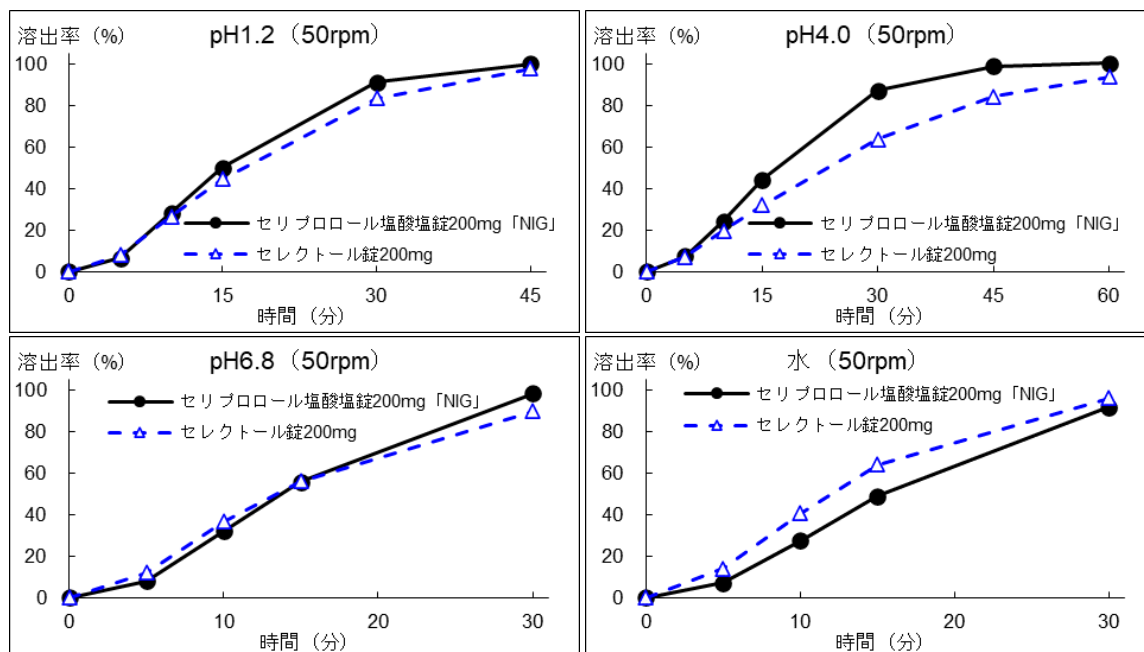 溶出率（%）
pH1.2（50rpm）
100
80
60
40
20
0
セリプロロール塩酸塩錠200mg「NIG」
セレクトール錠200mg
0 15 30 45
時間（分）
溶出率（%）
pH4.0（50rpm）
100
80
60
40
20
0
セリプロロール塩酸塩錠200mg「NIG」
セレクトール錠200mg
0 15 30 45 60
時間（分）
溶出率（%）
pH6.8（50rpm）
100
80
60
40
20
0
セリプロロール塩酸塩錠200mg「NIG」
セレクトール錠200mg
0 10 20 30
時間（分）
溶出率（%）
水（50rpm）
100
80
60
40
20
0
セリプロロール塩酸塩錠200mg「NIG」
セレクトール錠200mg
0 10 20 30
時間（分）